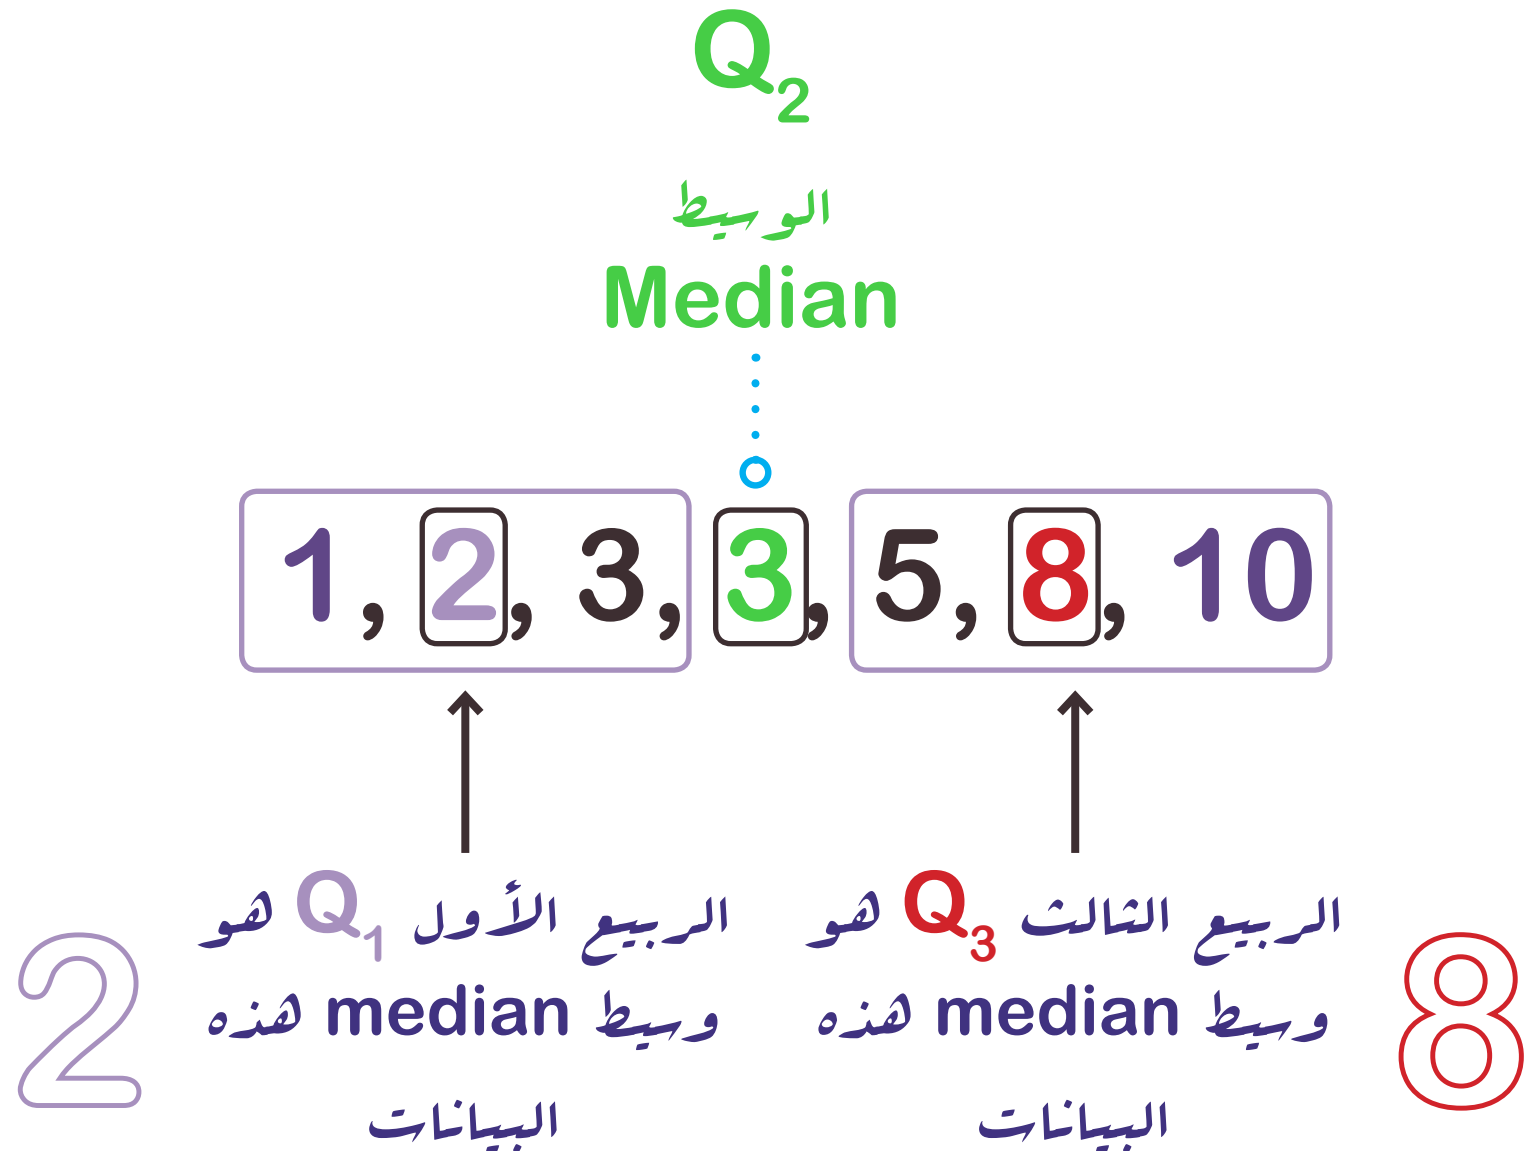 Q2
الوسيط
Median
1, 2, 3, 3, 5, 8, 10
الربيع الأول Q1 هو
وسيط median هذه
البيانات
2
الربيع الثالث Q3 هو
وسيط median هذه
البيانات
8